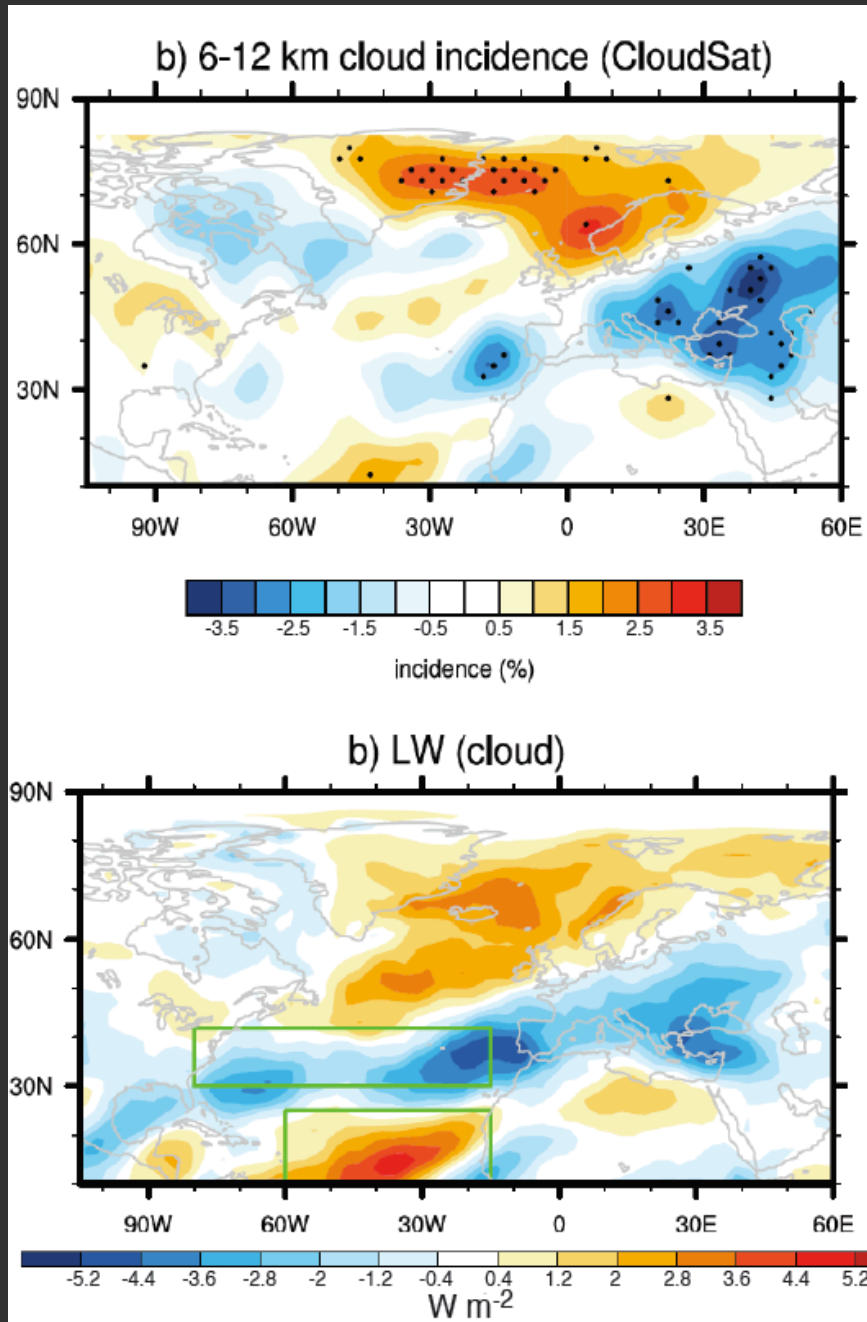 b) 6-12 km cloud incidence (CloudSat)
90N
60N
30N
90W 60W 30W 0 30E 60E
-3.5 -2.5 -1.5 -0.5 0.5 1.5 2.5 3.5
incidence (%)
b) LW (cloud)
90N
60N
30N
90W 60W 30W 0 30E 60E
-5.2 -4.4 -3.6 -2.8 -2 -1.2 -0.4 0.4 1.2 2 2.8 3.6 4.4 5.2
W m-2